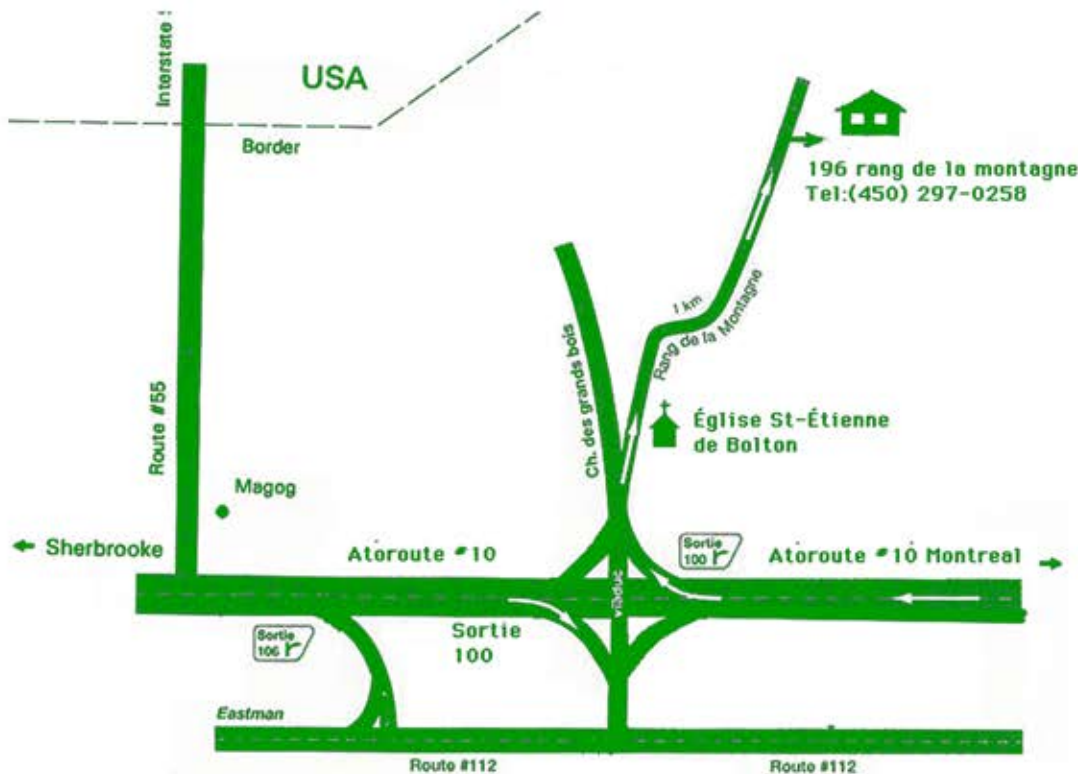 Interstate
USA
Border
196 rang de la montagne
Tel:(450) 297-0258
1 km
Rang de la Montagne
Ch. des grands bois
Route #55
Église St-Étienne
de Bolton
Magog
Sherbrooke
Atoroute #10
Sortie
100 r
Atoroute #10 Montreal
viaduc
Sortie
106 r
Sortie
100
Eastman
Route #112
Route #112